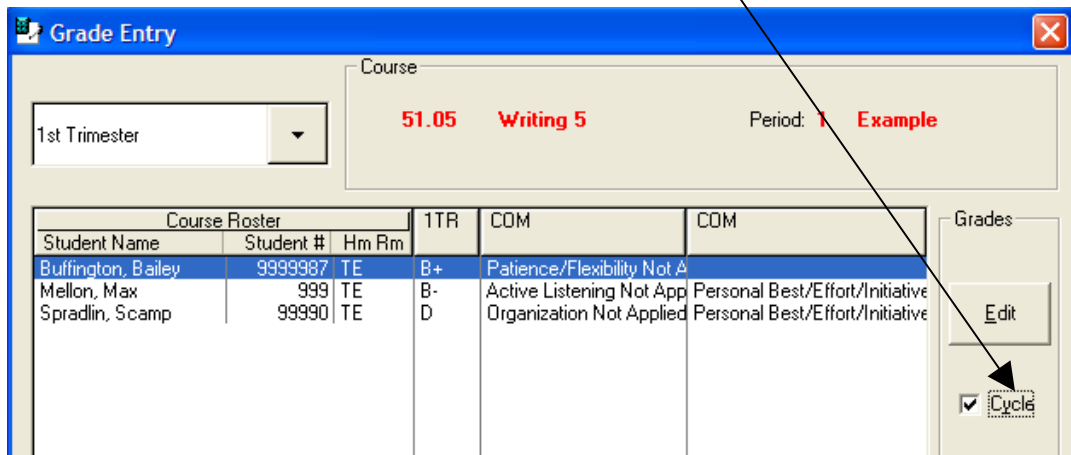 Grade Entry
Course
1st Trimester
51.05 Writing 5 Period: 1 Example
Course Roster 1TR COM COM
Student Name Student # Hm Rm
Grades
Buffington, Bailey 9999987 TE B+ Patience/Flexibility Not A
Mellon, Max 999 TE B- Active Listening Not App Personal Best/Effort/Initiative
Spradlin, Scamp 99990 TE D Organization Not Applied Personal Best/Effort/Initiative
Edit
Cycle